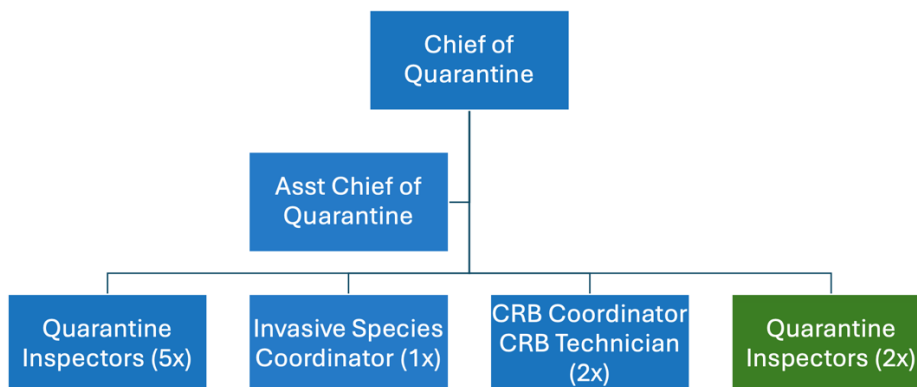 Chief of
Quarantine
Asst Chief of
Quarantine
Quarantine
Inspectors (5x)
Invasive Species
Coordinator (1x)
CRB Coordinator
CRB Technician
(2x)
Quarantine
Inspectors (2x)